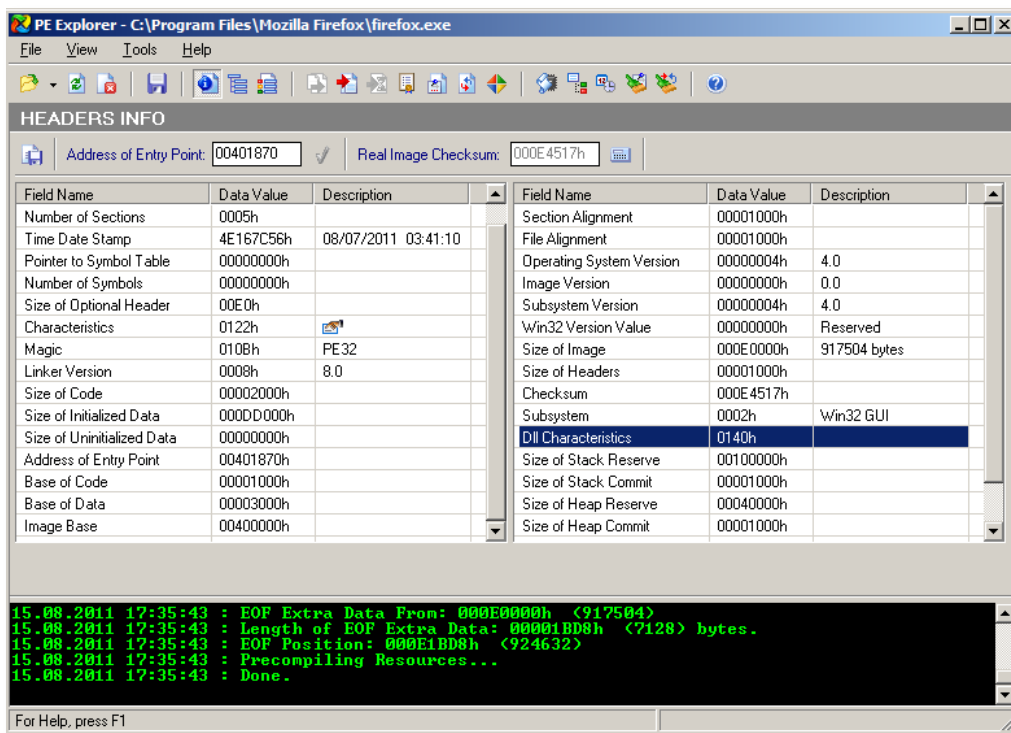 PE Explorer - C:\Program Files\Mozilla Firefox\firefox.exe
File View Tools Help
HEADERS INFO
Address of Entry Point: 00401870 Real Image Checksum: 000E4517h
Field Name Data Value Description
Number of Sections 0005h
Time Date Stamp 4E167C56h 08/07/2011 03:41:10
Pointer to Symbol Table 00000000h
Number of Symbols 00000000h
Size of Optional Header 00E0h
Characteristics 0122h
Magic 010Bh PE32
Linker Version 0008h 8.0
Size of Code 00002000h
Size of Initialized Data 000DD000h
Size of Uninitialized Data 00000000h
Address of Entry Point 00401870h
Base of Code 00001000h
Base of Data 00003000h
Image Base 00400000h
Field Name Data Value Description
Section Alignment 00001000h
File Alignment 00001000h
Operating System Version 00000004h 4.0
Image Version 00000000h 0.0
Subsystem Version 00000004h 4.0
Win32 Version Value 00000000h Reserved
Size of Image 000E0000h 917504 bytes
Size of Headers 00001000h
Checksum 000E4517h
Subsystem 0002h Win32 GUI
Dll Characteristics 0140h
Size of Stack Reserve 00100000h
Size of Stack Commit 00001000h
Size of Heap Reserve 00040000h
Size of Heap Commit 00001000h
15.08.2011 17:35:43 : EOF Extra Data From: 000E0000h (917504)
15.08.2011 17:35:43 : Length of EOF Extra Data: 00001BD8h (7128) bytes.
15.08.2011 17:35:43 : EOF Position: 000E1BD8h (924632)
15.08.2011 17:35:43 : Precompiling Resources...
15.08.2011 17:35:43 : Done.
For Help, press F1